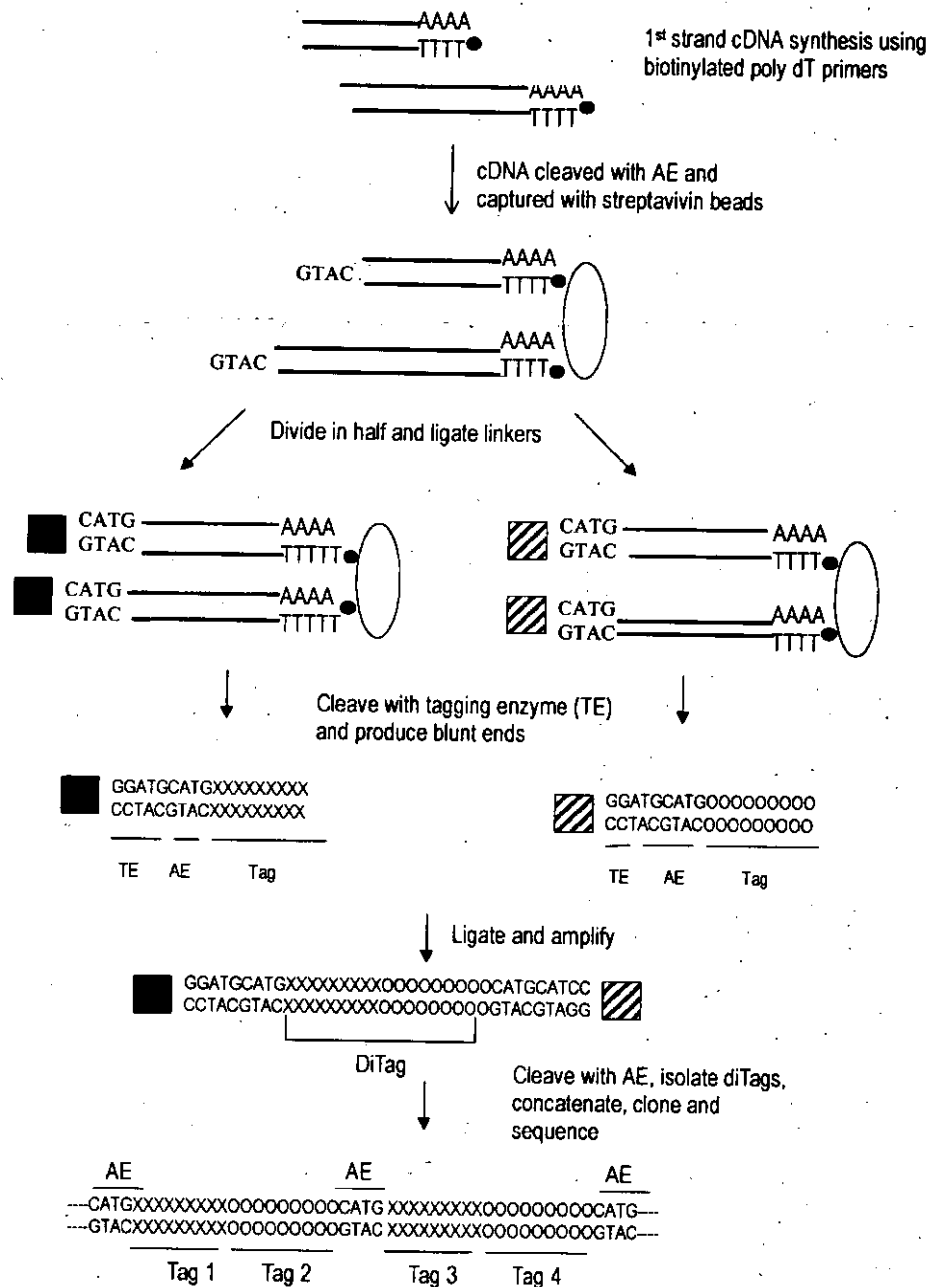 AAAA
TTTT
1st strand cDNA synthesis using
biotinylated poly dT primers
AAAA
TTTT
cDNA cleaved with AE and
captured with streptavivin beads
AAAA
GTAC
TTTT
AAAA
GTAC
TTTT
Divide in half and ligate linkers
CATG
AAAA
GTAC
TTTTT
CATG
AAAA
GTAC
TTTTT
CATG
AAAA
GTAC
TTTT
CATG
AAAA
GTAC
TTTT
Cleave with tagging enzyme (TE)
and produce blunt ends
GGATGCATGXXXXXXXXX
CCTACGTACXXXXXXXXX
TE AE Tag
GGATGCATGOOOOOOOOO
CCTACGTACOOOOOOOOO
TE AE Tag
Ligate and amplify
GGATGCATGXXXXXXXXXOOOOOOOOOCATGCATCC
CCTACGTACXXXXXXXXXOOOOOOOOOGTACGTAGG
DiTag
Cleave with AE, isolate diTags,
concatenate, clone and
sequence
AE AE AE
---CATGXXXXXXXXXOOOOOOOOOCATGXXXXXXXXXOOOOOOOOOCATG---
---GTACXXXXXXXXXOOOOOOOOOGTACXXXXXXXXXOOOOOOOOOGTAC---
Tag 1 Tag 2 Tag 3 Tag 4